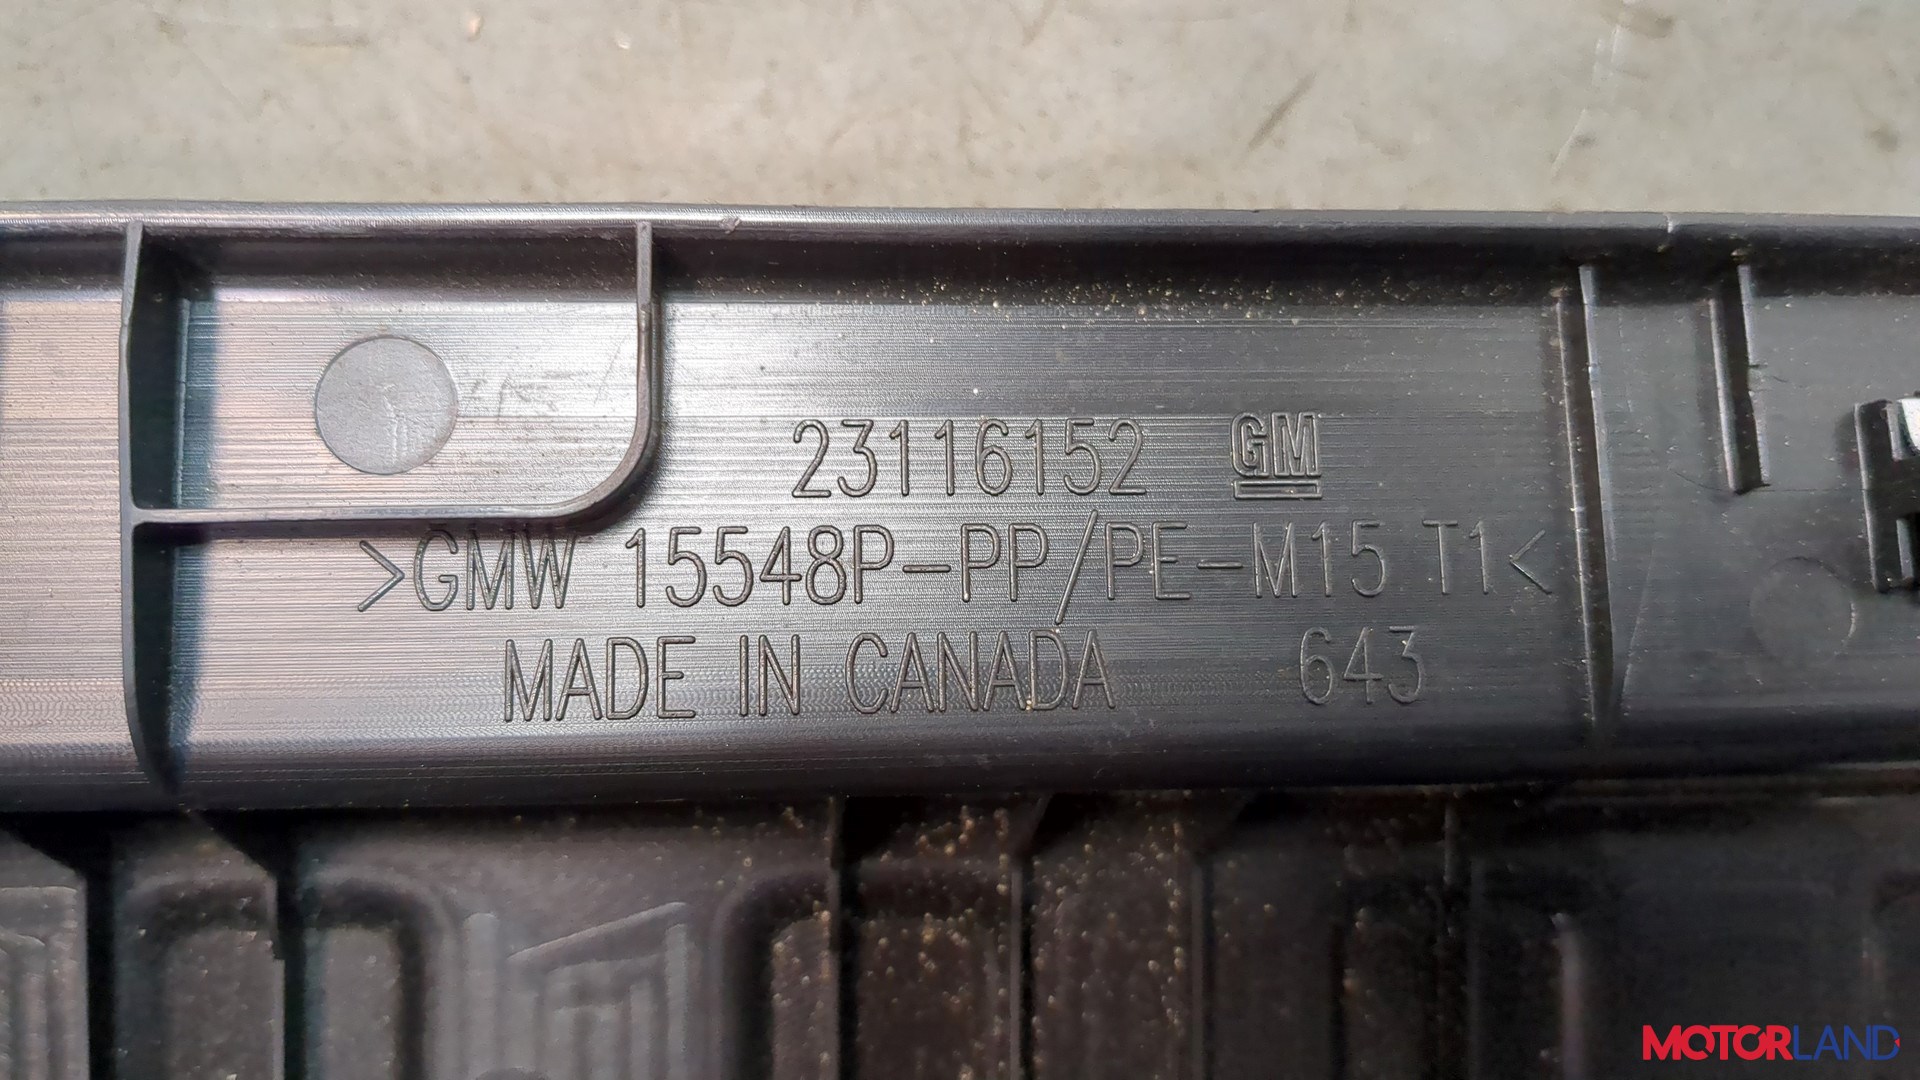 23116152 GM
>GMW 15548P-PP/PE-M15 T1<
MADE IN CANADA 643
MOTORLAND